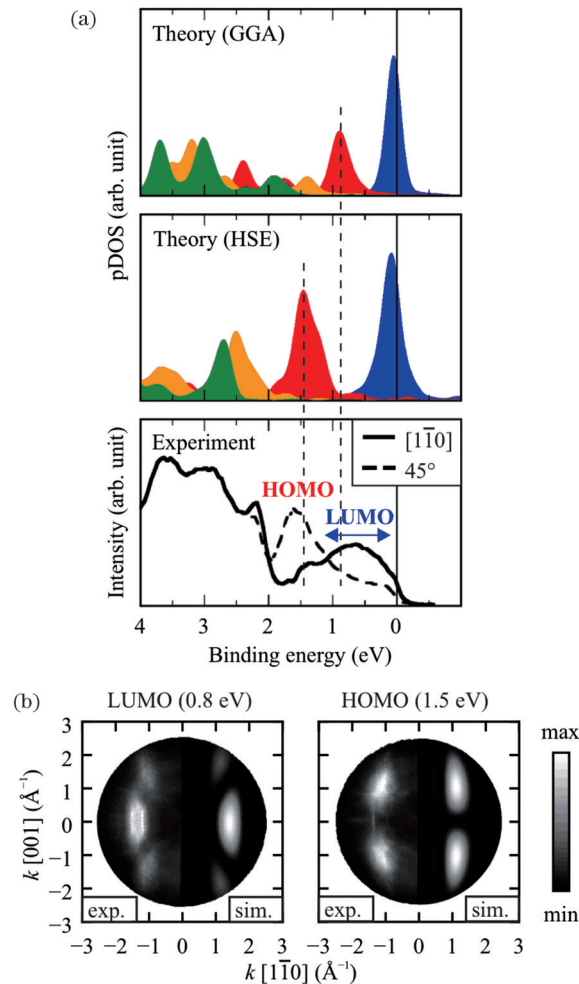 (a)
Theory (GGA)
Theory (HSE)
pDOS (arb. unit)
Experiment
[11̅0]
45°
HOMO
LUMO
Intensity (arb. unit)
4 3 2 1 0
Binding energy (eV)
(b)
LUMO (0.8 eV) HOMO (1.5 eV)
3
2
1
0
−1
−2
−3
k [001] (Å⁻¹)
exp. sim. exp. sim.
−3 −2 −1 0 1 2 3 −3 −2 −1 0 1 2 3
k [11̅0] (Å⁻¹)
max
min